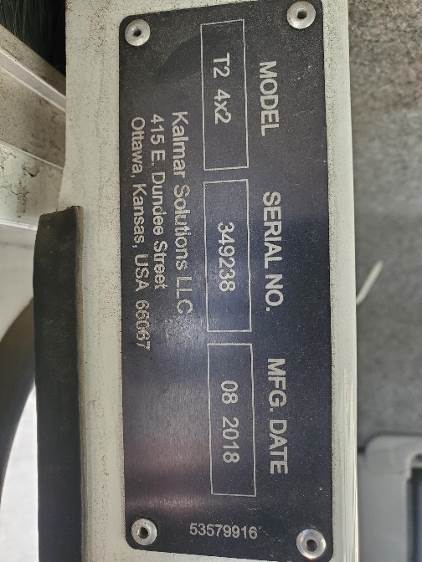 MODEL SERIAL NO. MFG. DATE
T2 4x2 349238 08 2018
Kalmar Solutions LLC
415 E. Dundee Street
Ottawa, Kansas, USA 66067
53579916